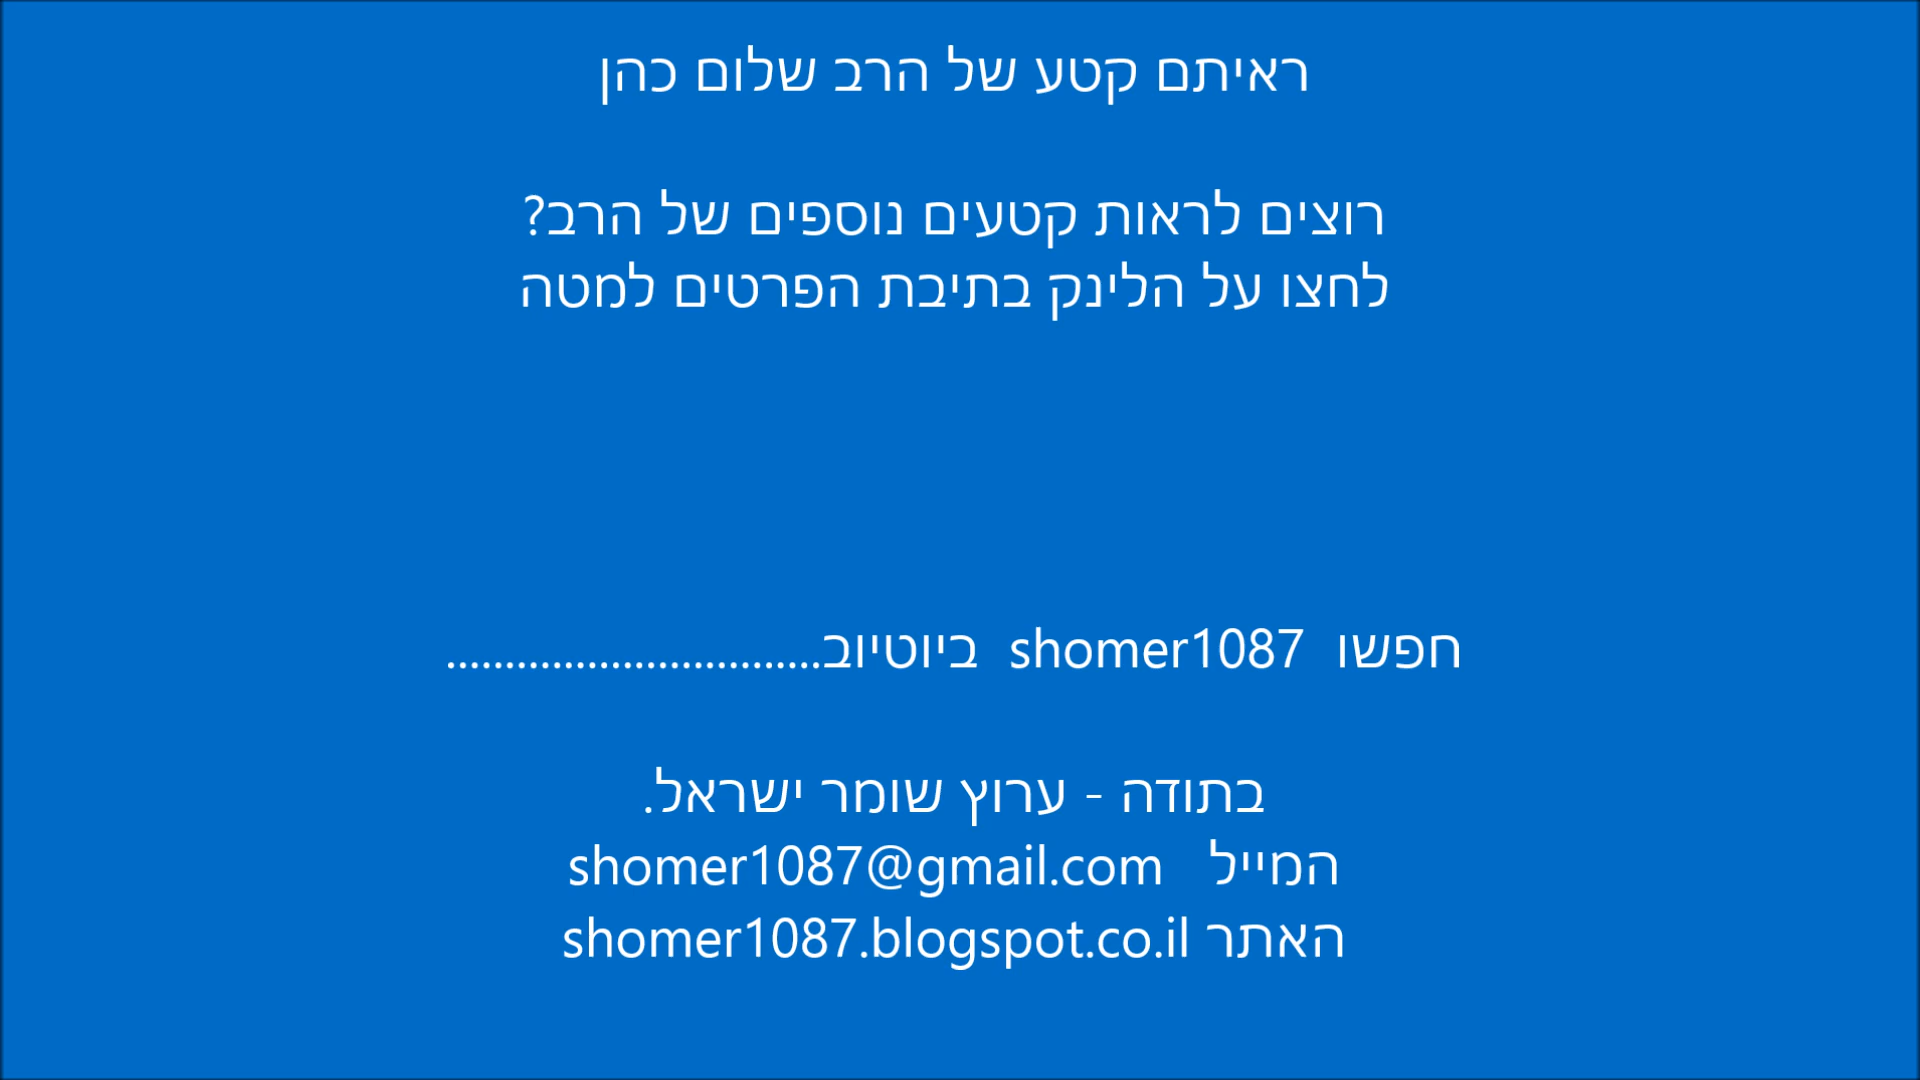 ראיתם קטע של הרב שלום כהן
רוצים לראות קטעים נוספים של הרב?
לחצו על הלינק בתיבת הפרטים למטה
חפשו  shomer1087  ביוטיוב................................
בתודה - ערוץ שומר ישראל.
המייל   shomer1087@gmail.com
האתר shomer1087.blogspot.co.il